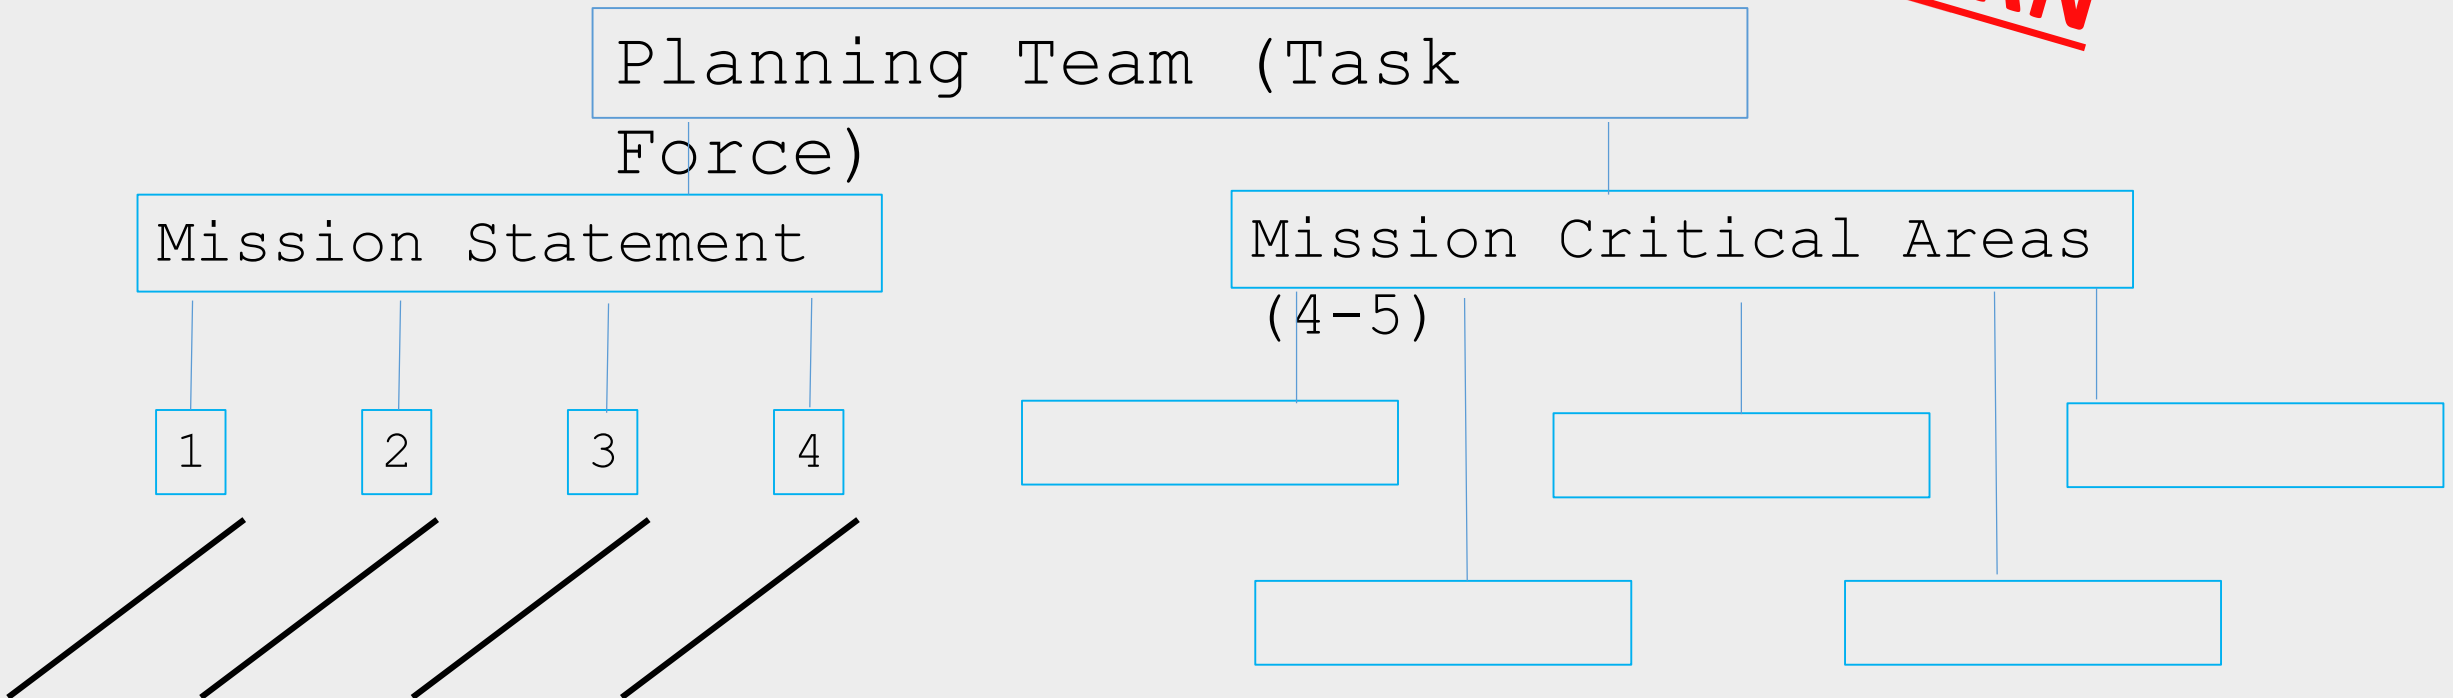 Planning Team (Task
Force)
Mission Statement
Mission Critical Areas
(4-5)
1
2
3
4